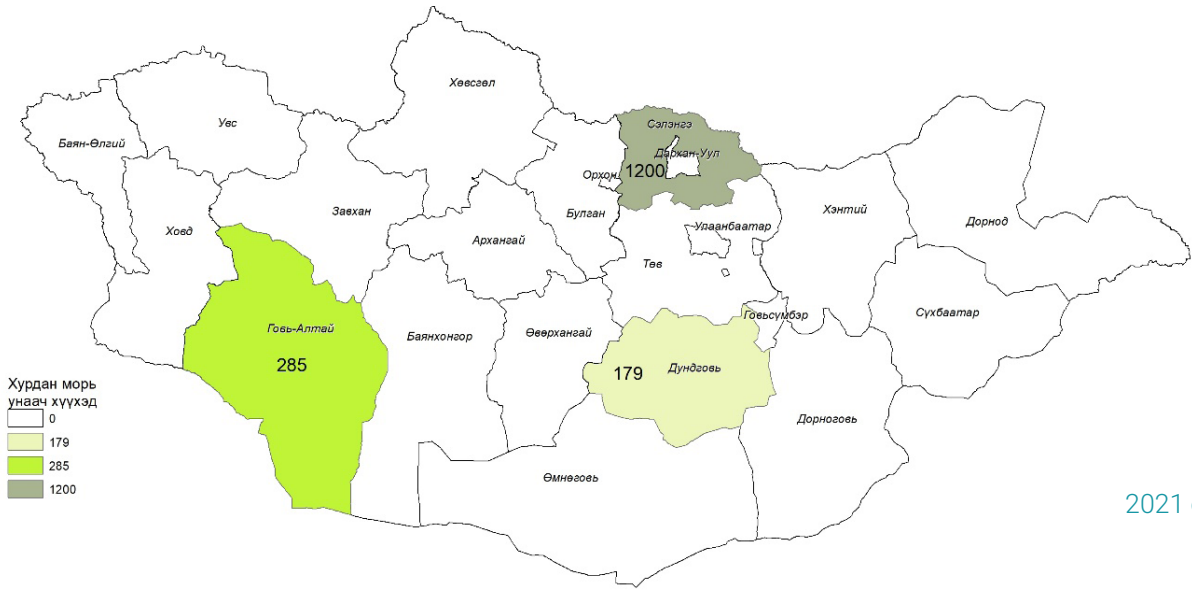 Хөвсгөл
Увс
Баян-Өлгий
Сэлэнгэ
Дархан-Уул
1200
Орхон
Завхан
Булган
Хэнтий
Ховд
Архангай
Улаанбаатар
Дорнод
Төв
Говь-Алтай
285
Баянхонгор
Өвөрхангай
Говьсүмбэр
Сүхбаатар
179
Дундговь
Дорноговь
Өмнөговь
Хурдан морь
унаач хүүхэд
0
179
285
1200
2021